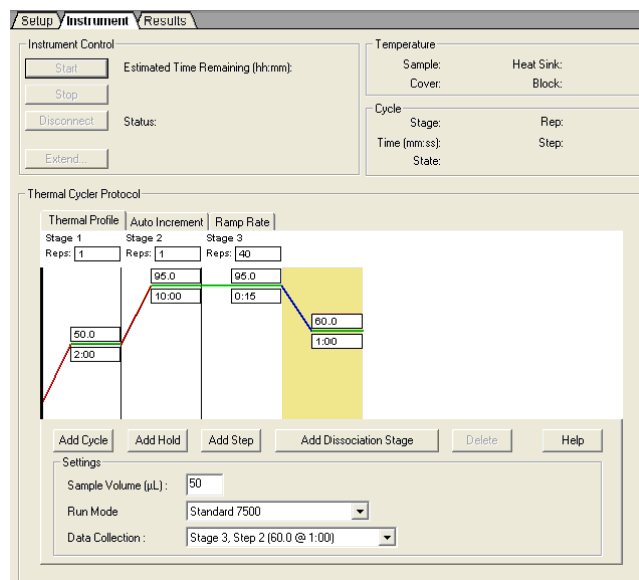 Setup Instrument Results
Instrument Control
Start Estimated Time Remaining (hh:mm):
Stop
Disconnect Status:
Extend...
Temperature
Sample: Heat Sink:
Cover: Block:
Cycle
Stage: Rep:
Time (mm:ss): Step:
State:
Thermal Cycler Protocol
Thermal Profile Auto Increment Ramp Rate
Stage 1 Stage 2 Stage 3
Reps: 1 Reps: 1 Reps: 40
95.0 95.0
10:00 0:15
60.0
1:00
50.0
2:00
Add Cycle Add Hold Add Step Add Dissociation Stage Delete Help
Settings
Sample Volume (µL) : 50
Run Mode Standard 7500
Data Collection : Stage 3, Step 2 (60.0 @ 1:00)